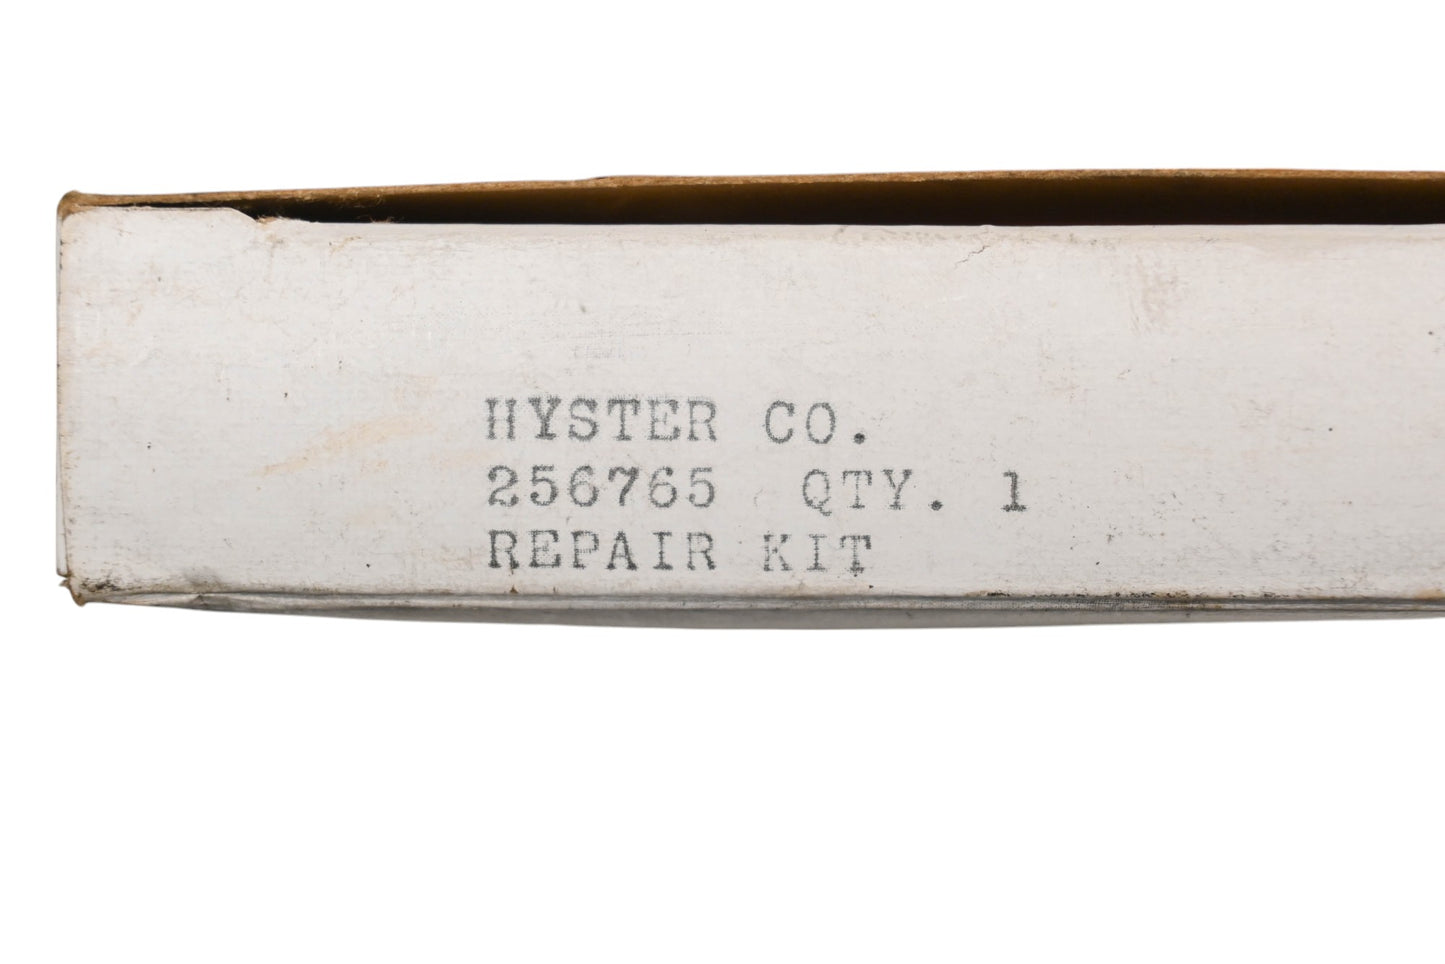 HYSTER CO.
256765 QTY. 1
REPAIR KIT